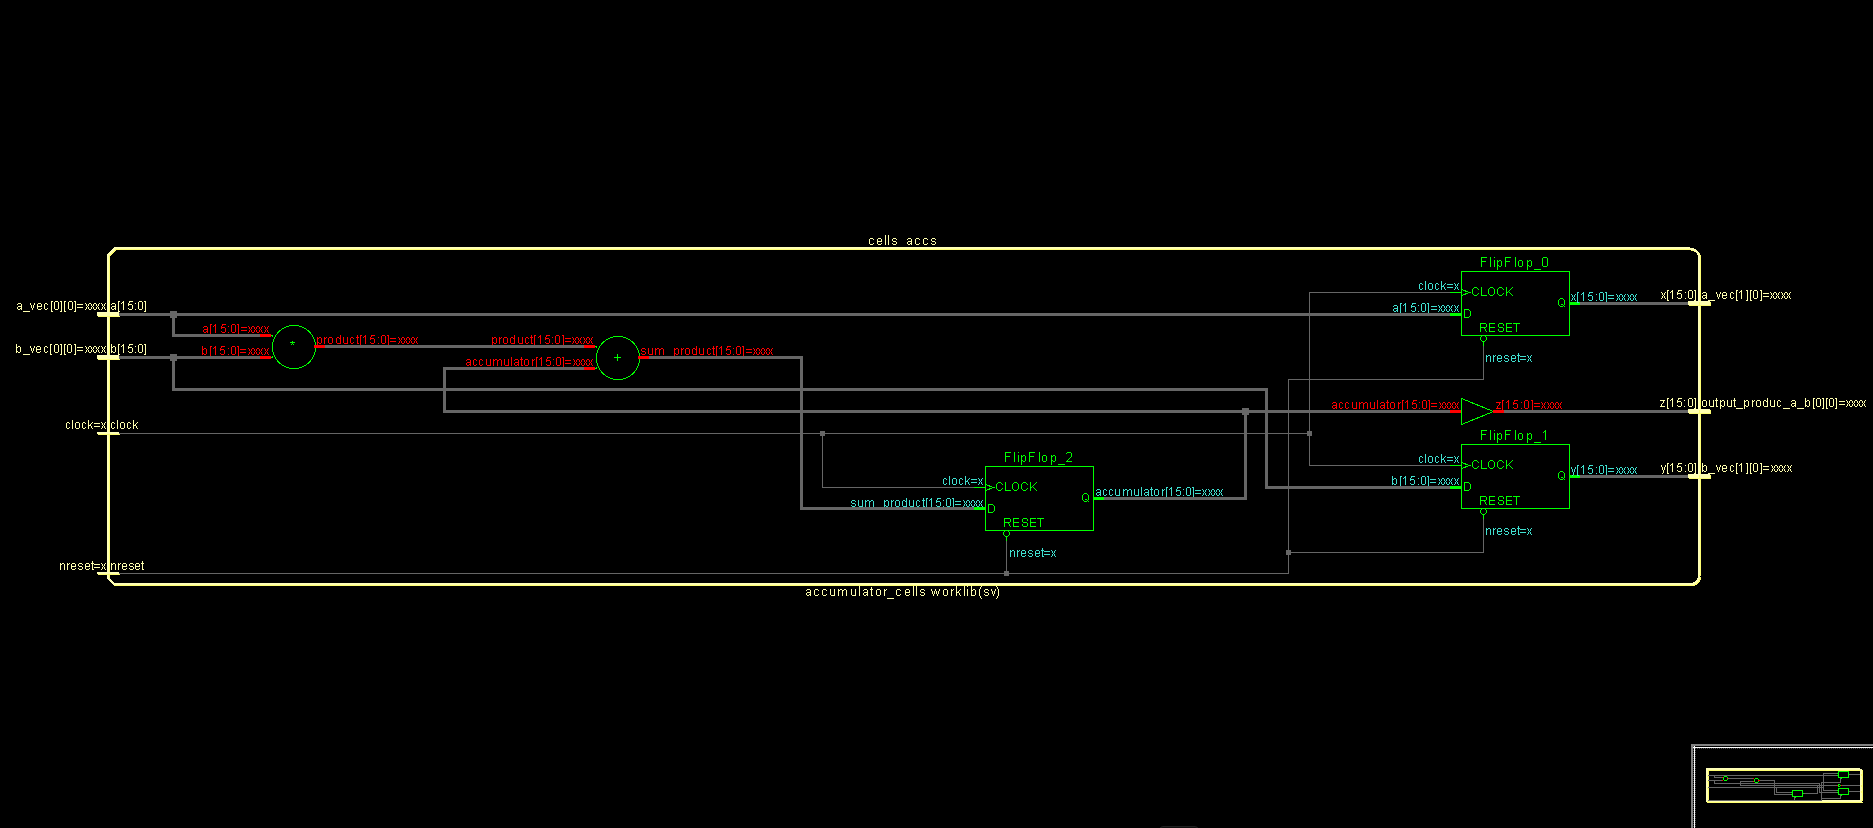 cells accs
FlipFlop_0
clock=x
CLOCK
a_vec[0][0]=xxxx a[15:0]
a[15:0]=xxxx
D
Q
x[15:0]=xxxx
x[15:0] a_vec[1][0]=xxxx
RESET
nreset=x
a[15:0]=xxxx
b_vec[0][0]=xxxx b[15:0]
b[15:0]=xxxx
*
product[15:0]=xxxx
product[15:0]=xxxx
accumulator[15:0]=xxxx
+
sum_product[15:0]=xxxx
accumulator[15:0]=xxxx
z[15:0]=xxxx
z[15:0] output_produc_a_b[0][0]=xxxx
clock=x clock
FlipFlop_1
clock=x
CLOCK
b[15:0]=xxxx
D
Q
y[15:0]=xxxx
y[15:0] b_vec[1][0]=xxxx
RESET
nreset=x
FlipFlop_2
clock=x
CLOCK
sum_product[15:0]=xxxx
D
Q
accumulator[15:0]=xxxx
RESET
nreset=x
nreset=x nreset
accumulator_cells worklib(sv)